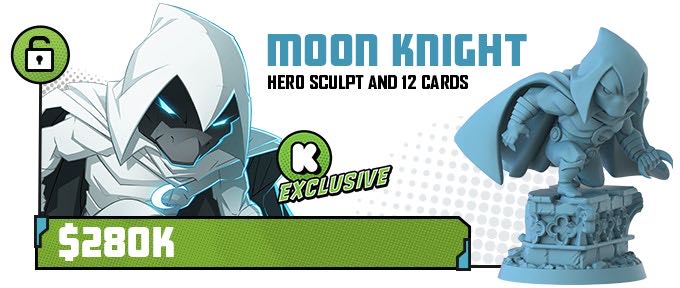 MOON KNIGHT
HERO SCULPT AND 12 CARDS
K
EXCLUSIVE
$280K